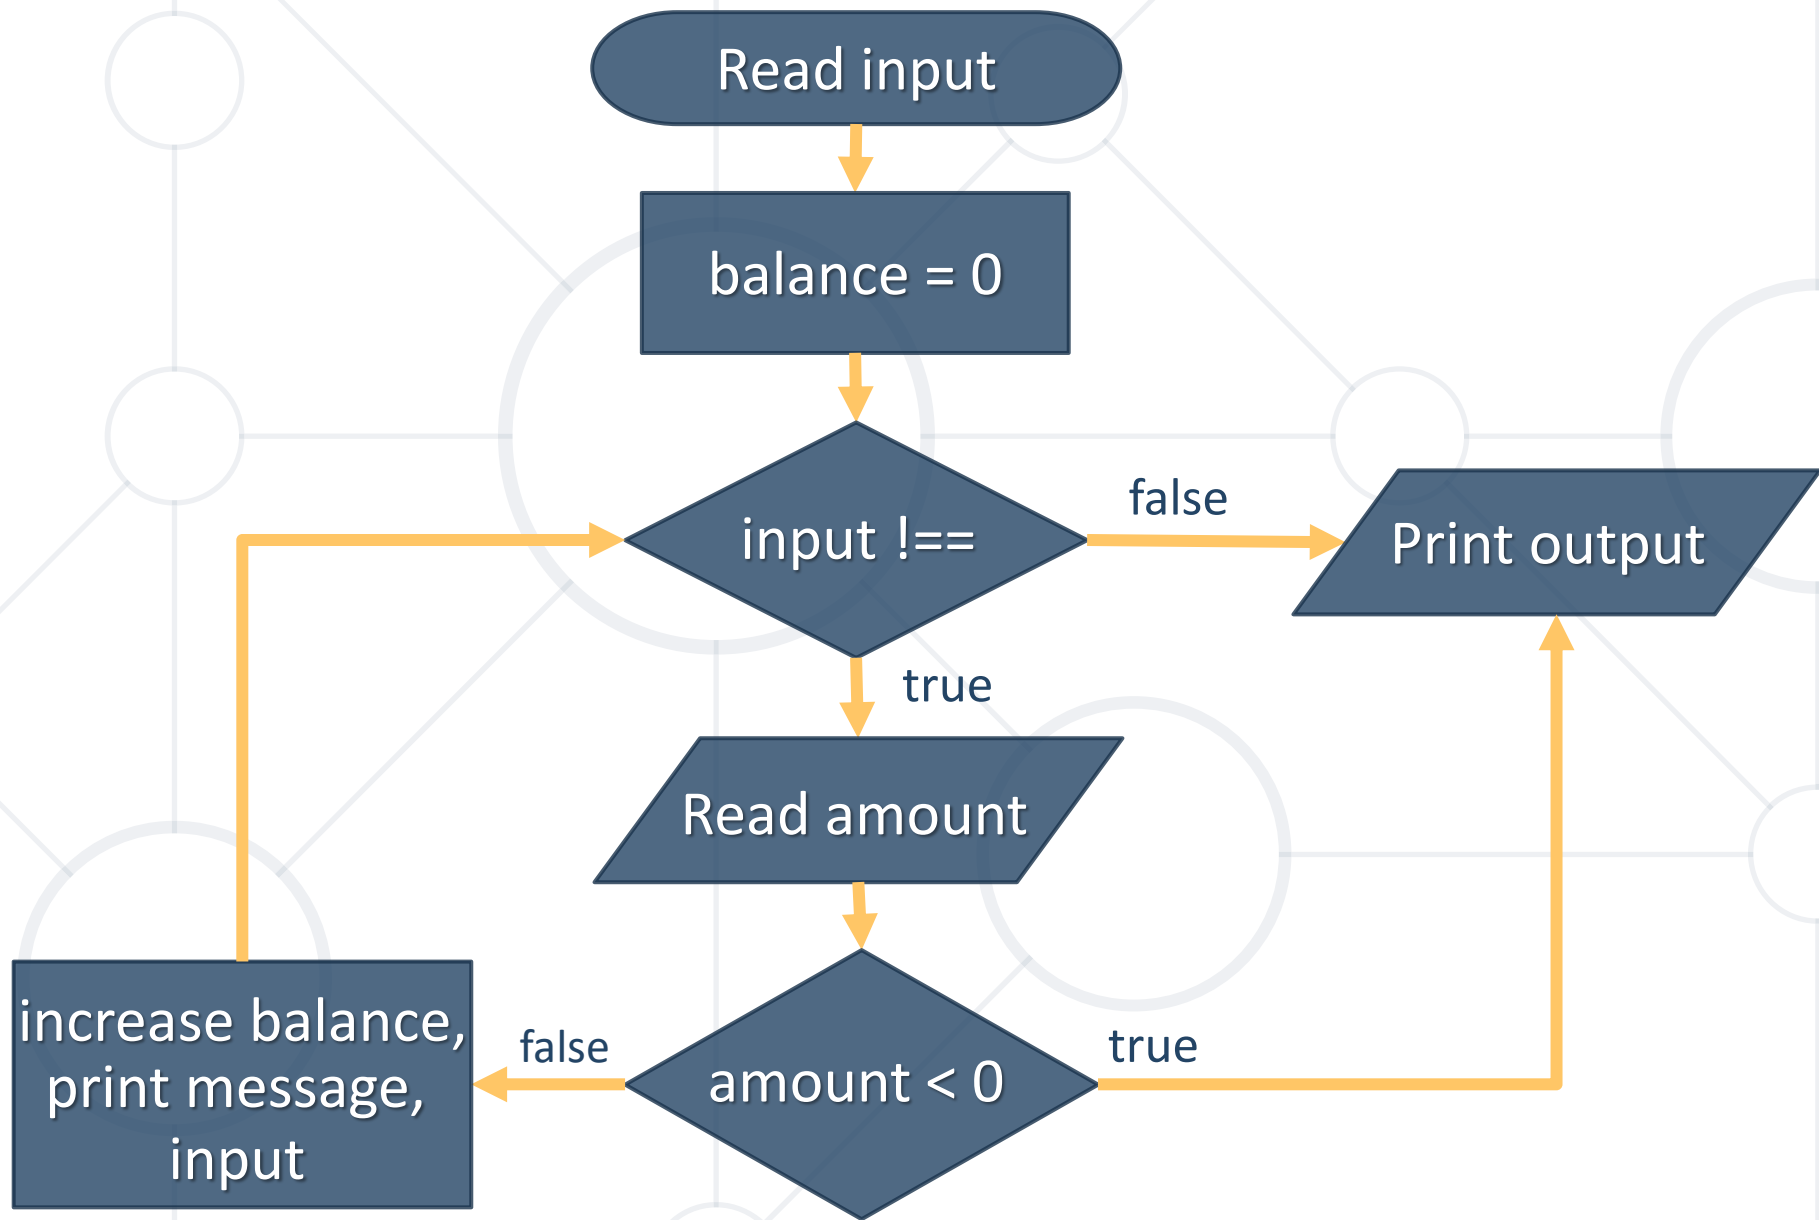 Read input
balance = 0
input !==
false
Print output
true
Read amount
amount < 0
false
true
increase balance,
print message,
input